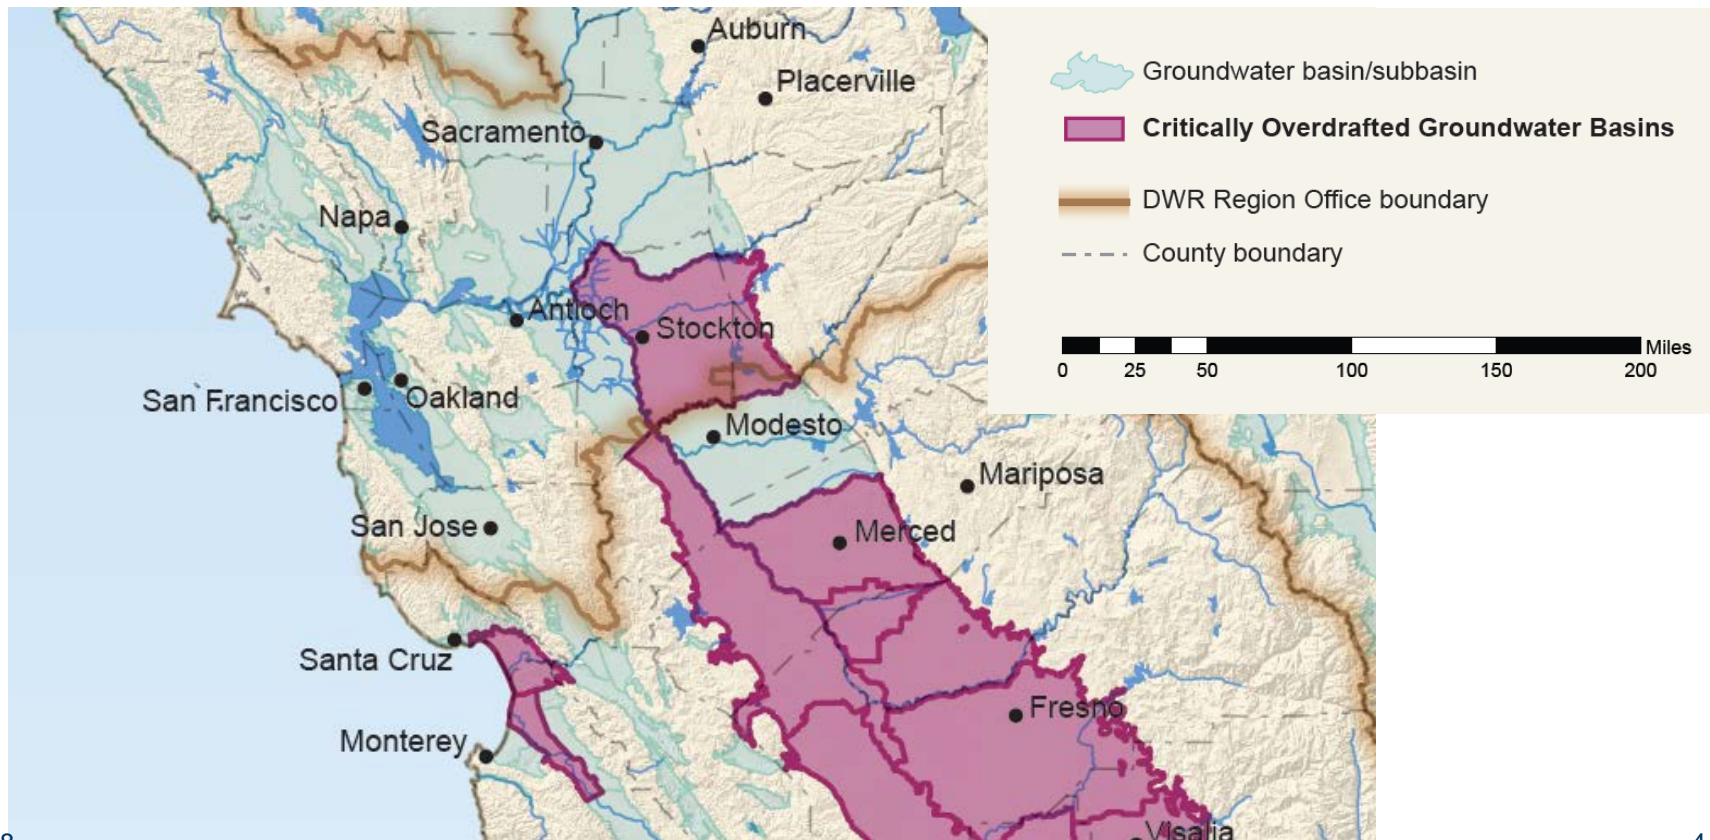 Auburn
Placerville
Sacramento
Napa
Antioch
Stockton
San Francisco
Oakland
Modesto
Mariposa
San Jose
Merced
Santa Cruz
Fresno
Monterey
Visalia
Groundwater basin/subbasin
Critically Overdrafted Groundwater Basins
DWR Region Office boundary
County boundary
Miles
0 25 50 100 150 200